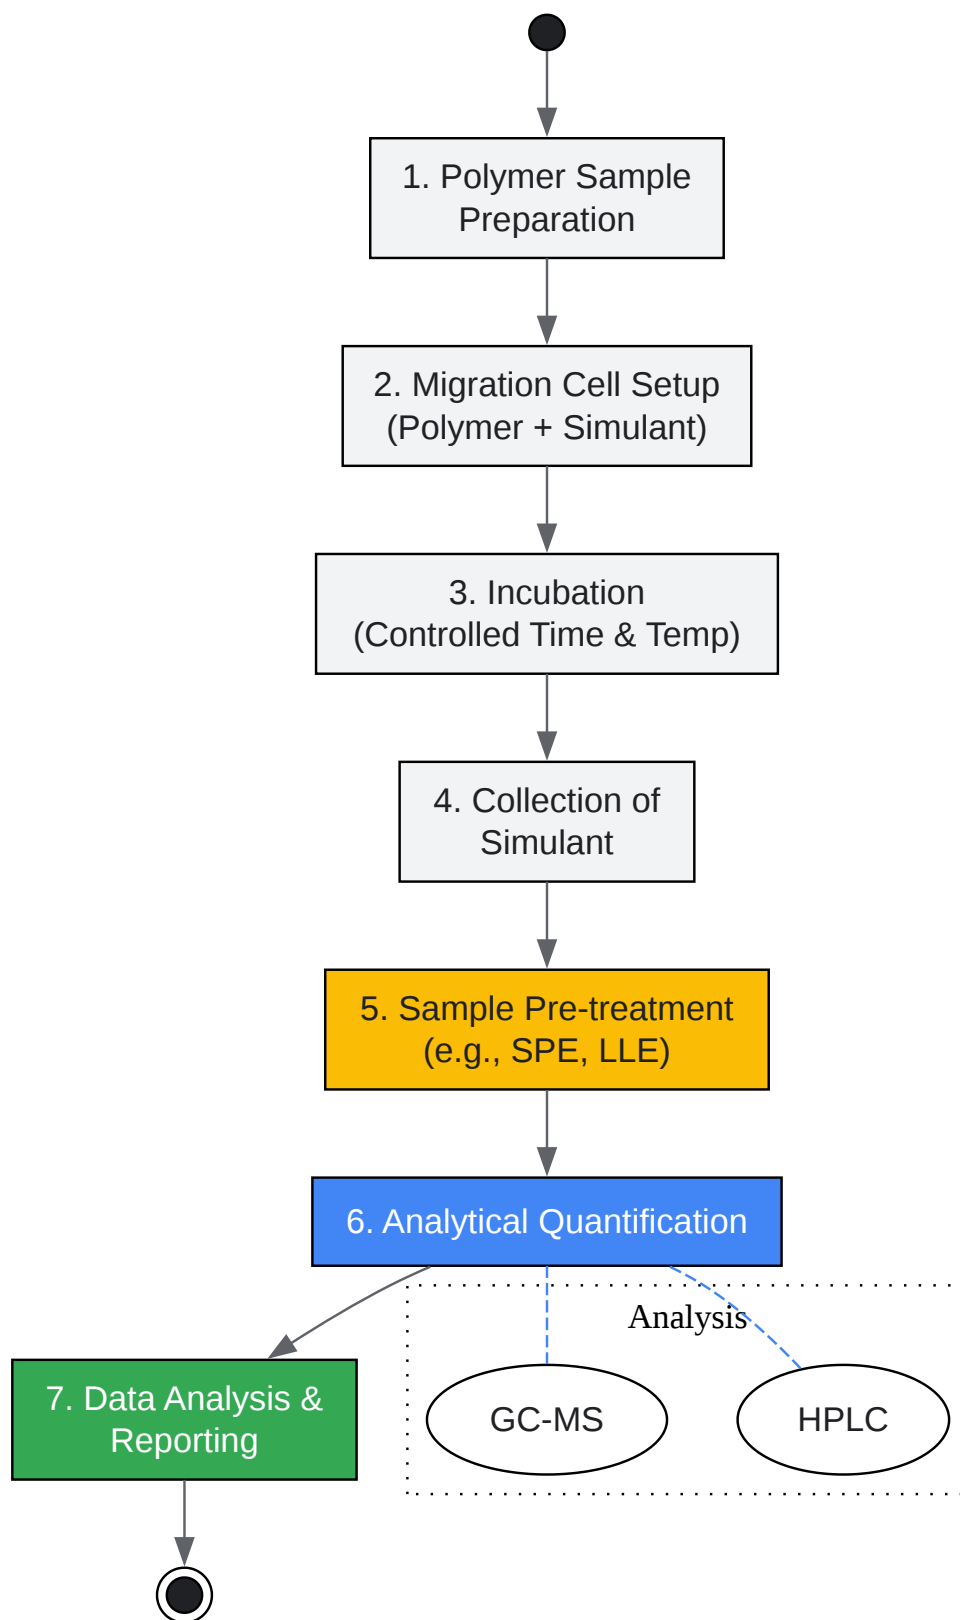 1. Polymer Sample
Preparation
2. Migration Cell Setup
(Polymer + Simulant)
3. Incubation
(Controlled Time & Temp)
4. Collection of
Simulant
5. Sample Pre-treatment
(e.g., SPE, LLE)
6. Analytical Quantification
Analysis
7. Data Analysis &
Reporting
GC-MS
HPLC